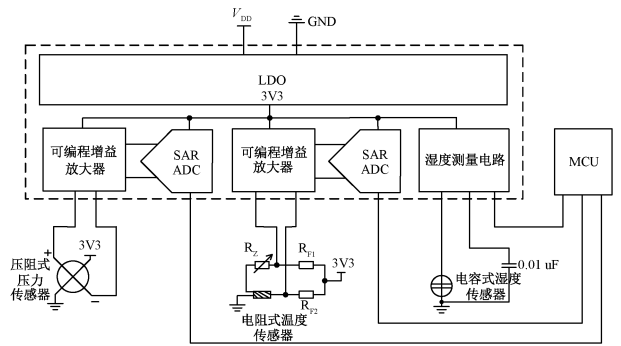 V_DD
GND
LDO
3V3
可编程增益
放大器
SAR
ADC
可编程增益
放大器
SAR
ADC
湿度测量电路
MCU
+
3V3
压阻式
压力
传感器
−
R_Z
R_F1
3V3
R_F2
电阻式温度
传感器
0.01 uF
电容式湿度
传感器